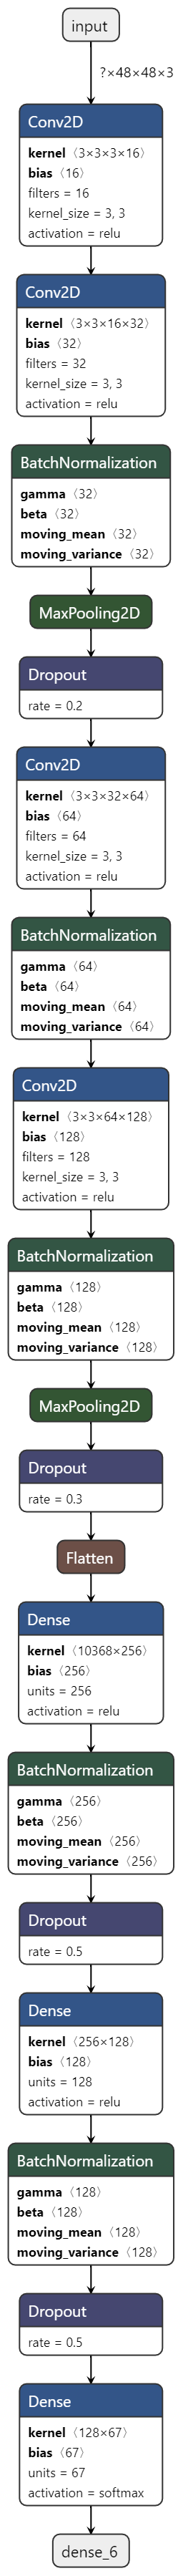 input
?×48×48×3
Conv2D
kernel ⟨3×3×3×16⟩
bias ⟨16⟩
filters = 16
kernel_size = 3, 3
activation = relu
Conv2D
kernel ⟨3×3×16×32⟩
bias ⟨32⟩
filters = 32
kernel_size = 3, 3
activation = relu
BatchNormalization
gamma ⟨32⟩
beta ⟨32⟩
moving_mean ⟨32⟩
moving_variance ⟨32⟩
MaxPooling2D
Dropout
rate = 0.2
Conv2D
kernel ⟨3×3×32×64⟩
bias ⟨64⟩
filters = 64
kernel_size = 3, 3
activation = relu
BatchNormalization
gamma ⟨64⟩
beta ⟨64⟩
moving_mean ⟨64⟩
moving_variance ⟨64⟩
Conv2D
kernel ⟨3×3×64×128⟩
bias ⟨128⟩
filters = 128
kernel_size = 3, 3
activation = relu
BatchNormalization
gamma ⟨128⟩
beta ⟨128⟩
moving_mean ⟨128⟩
moving_variance ⟨128⟩
MaxPooling2D
Dropout
rate = 0.3
Flatten
Dense
kernel ⟨10368×256⟩
bias ⟨256⟩
units = 256
activation = relu
BatchNormalization
gamma ⟨256⟩
beta ⟨256⟩
moving_mean ⟨256⟩
moving_variance ⟨256⟩
Dropout
rate = 0.5
Dense
kernel ⟨256×128⟩
bias ⟨128⟩
units = 128
activation = relu
BatchNormalization
gamma ⟨128⟩
beta ⟨128⟩
moving_mean ⟨128⟩
moving_variance ⟨128⟩
Dropout
rate = 0.5
Dense
kernel ⟨128×67⟩
bias ⟨67⟩
units = 67
activation = softmax
dense_6